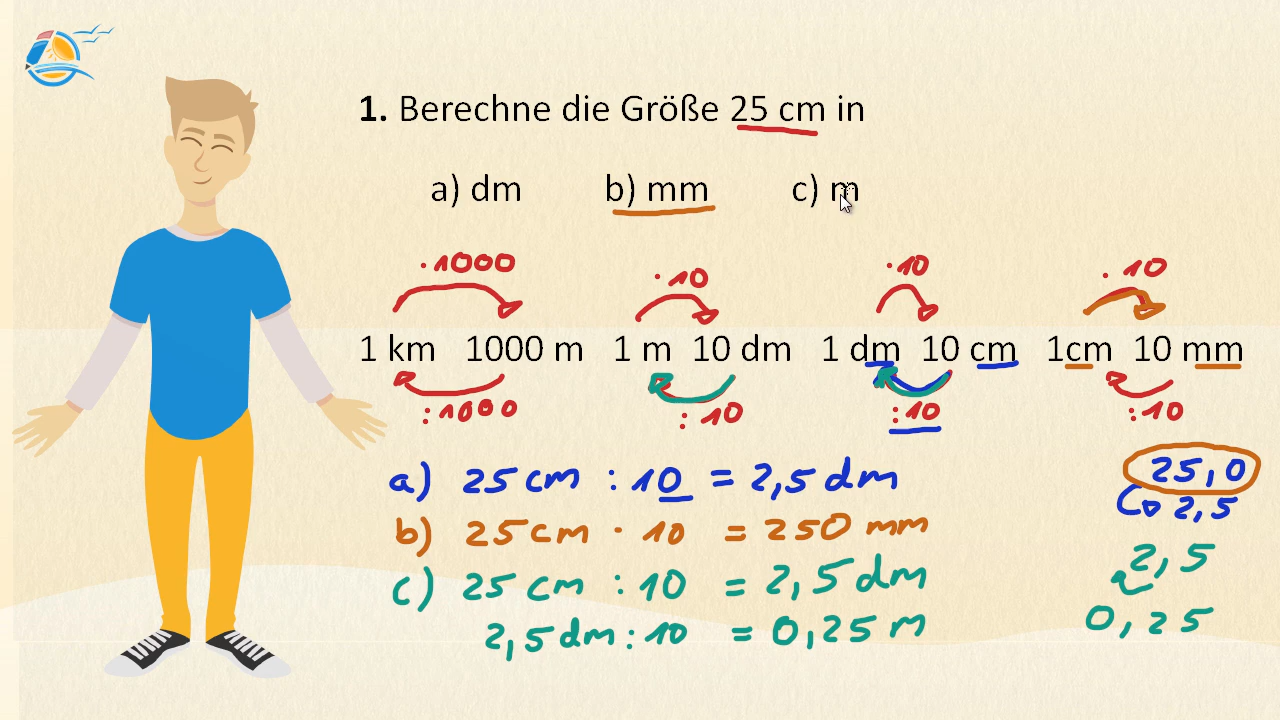 1. Berechne die Größe 25 cm in
a) dm b) mm c) m
·1000 ·10 ·10 ·10
1 km 1000 m 1 m 10 dm 1 dm 10 cm 1cm 10 mm
:1000 :10 :10 :10
a) 25 cm : 10 = 2,5 dm
25,0
2,5
b) 25 cm · 10 = 250 mm
c) 25 cm : 10 = 2,5 dm
2,5
2,5 dm : 10 = 0,25 m
0,25